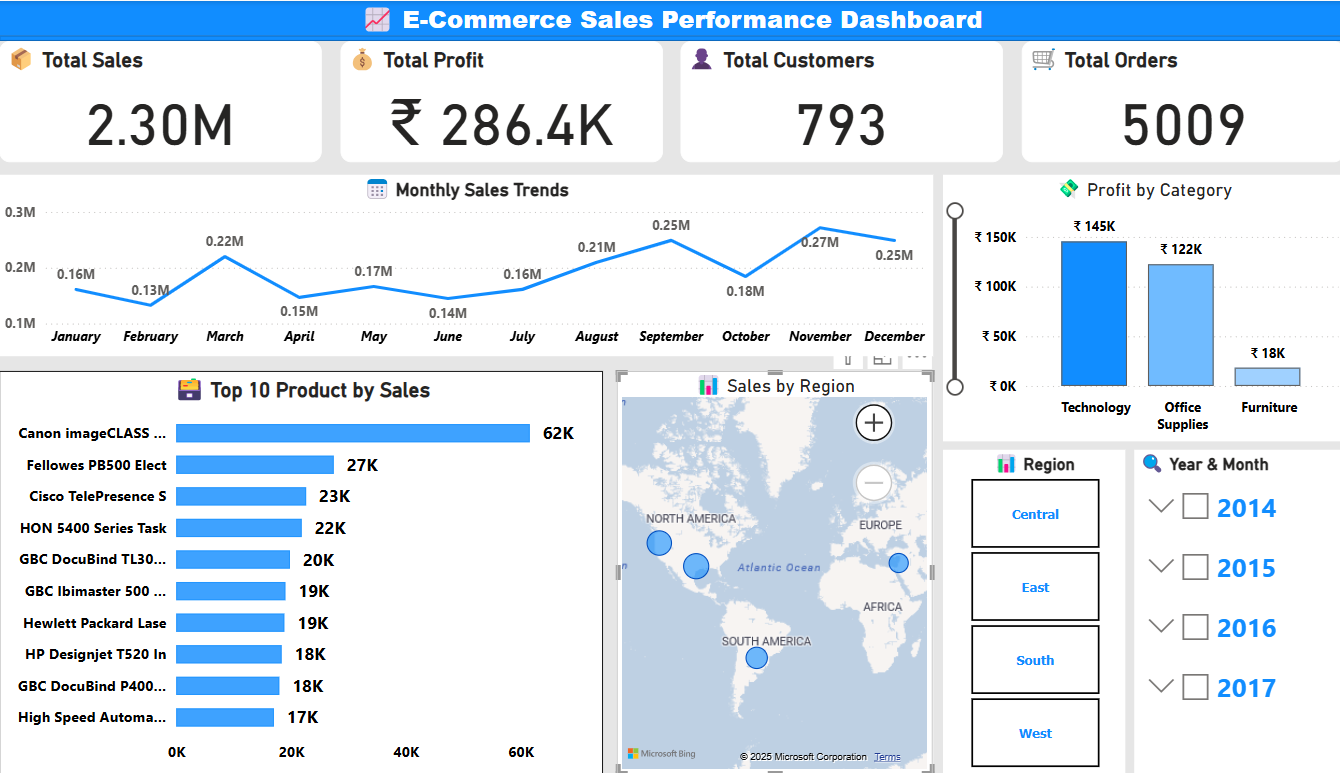 E-Commerce Sales Performance Dashboard
Total Sales
2.30M
Total Profit
₹ 286.4K
Total Customers
793
Total Orders
5009
Monthly Sales Trends
0.3M
0.2M
0.1M
0.16M
0.13M
0.22M
0.15M
0.17M
0.14M
0.16M
0.21M
0.25M
0.18M
0.27M
0.25M
January February March April May June July August September October November December
Profit by Category
₹ 150K
₹ 100K
₹ 50K
₹ 0K
₹ 145K
₹ 122K
₹ 18K
Technology
Office
Supplies
Furniture
Top 10 Product by Sales
Canon imageCLASS ... 62K
Fellowes PB500 Elect 27K
Cisco TelePresence S 23K
HON 5400 Series Task 22K
GBC DocuBind TL30... 20K
GBC Ibimaster 500 ... 19K
Hewlett Packard Lase 19K
HP Designjet T520 In 18K
GBC DocuBind P400... 18K
High Speed Automa... 17K
0K 20K 40K 60K
Sales by Region
NORTH AMERICA
EUROPE
Atlantic Ocean
AFRICA
SOUTH AMERICA
Microsoft Bing
© 2025 Microsoft Corporation Terms
Region
Central
East
South
West
Year & Month
2014
2015
2016
2017